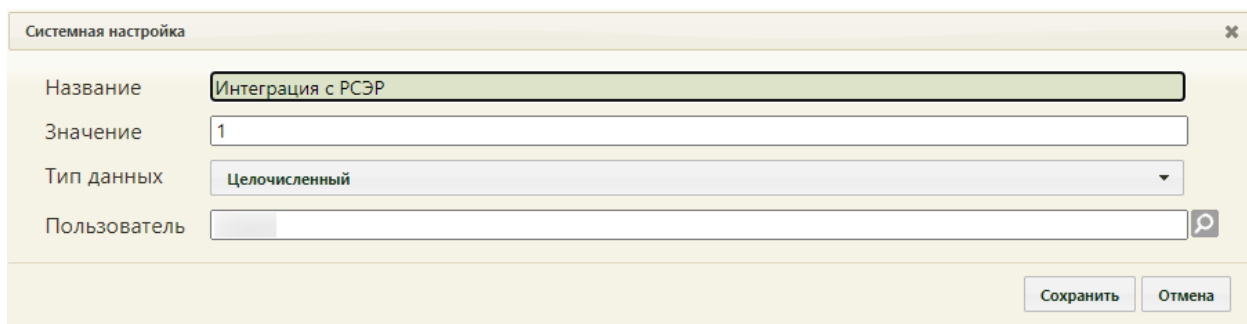 Системная настройка
Название Интеграция с РСЭР
Значение 1
Тип данных Целочисленный
Пользователь
Сохранить Отмена